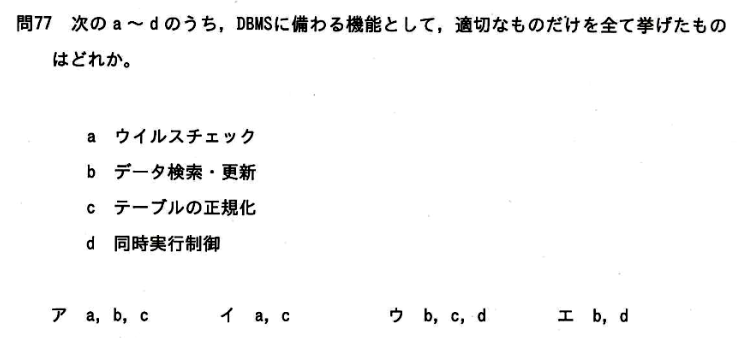 問77 次の a ～ d のうち，DBMSに備わる機能として，適切なものだけを全て挙げたもの
はどれか。
a ウイルスチェック
b データ検索・更新
c テーブルの正規化
d 同時実行制御
ア a, b, c イ a, c ウ b, c, d エ b, d